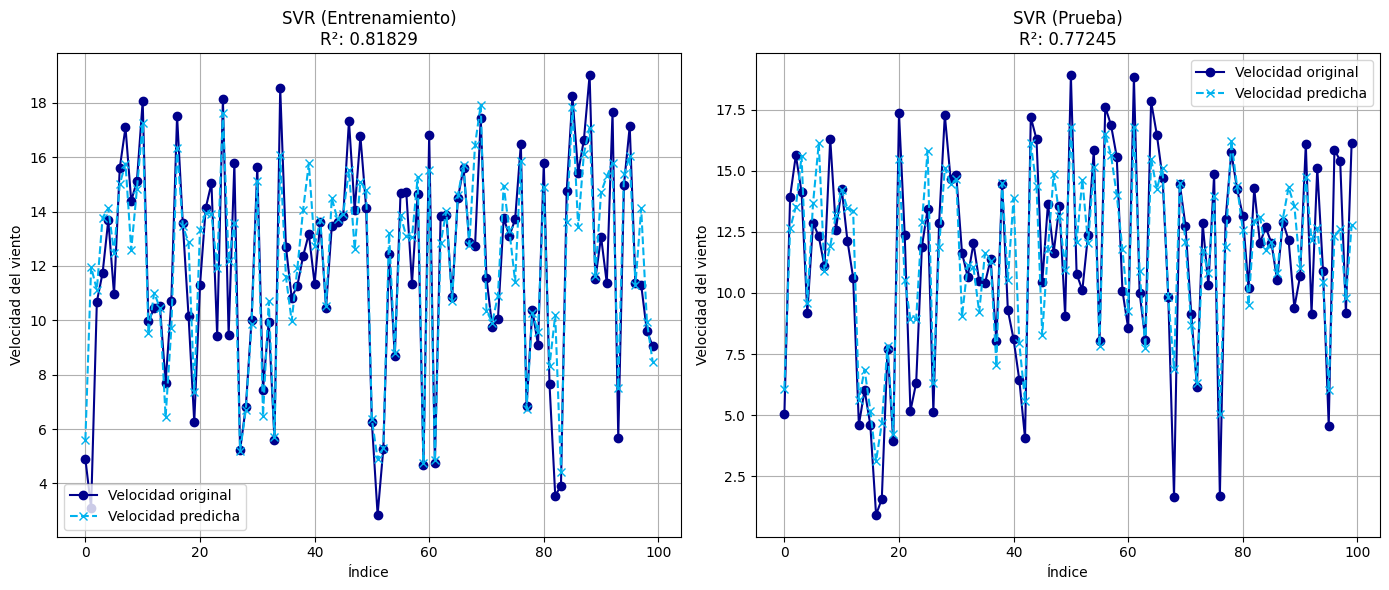 SVR (Entrenamiento)
R²: 0.81829
Velocidad del viento
18
16
14
12
10
8
6
4
Velocidad original
Velocidad predicha
0
20
40
60
80
100
Índice
SVR (Prueba)
R²: 0.77245
Velocidad del viento
17.5
15.0
12.5
10.0
7.5
5.0
2.5
Velocidad original
Velocidad predicha
0
20
40
60
80
100
Índice